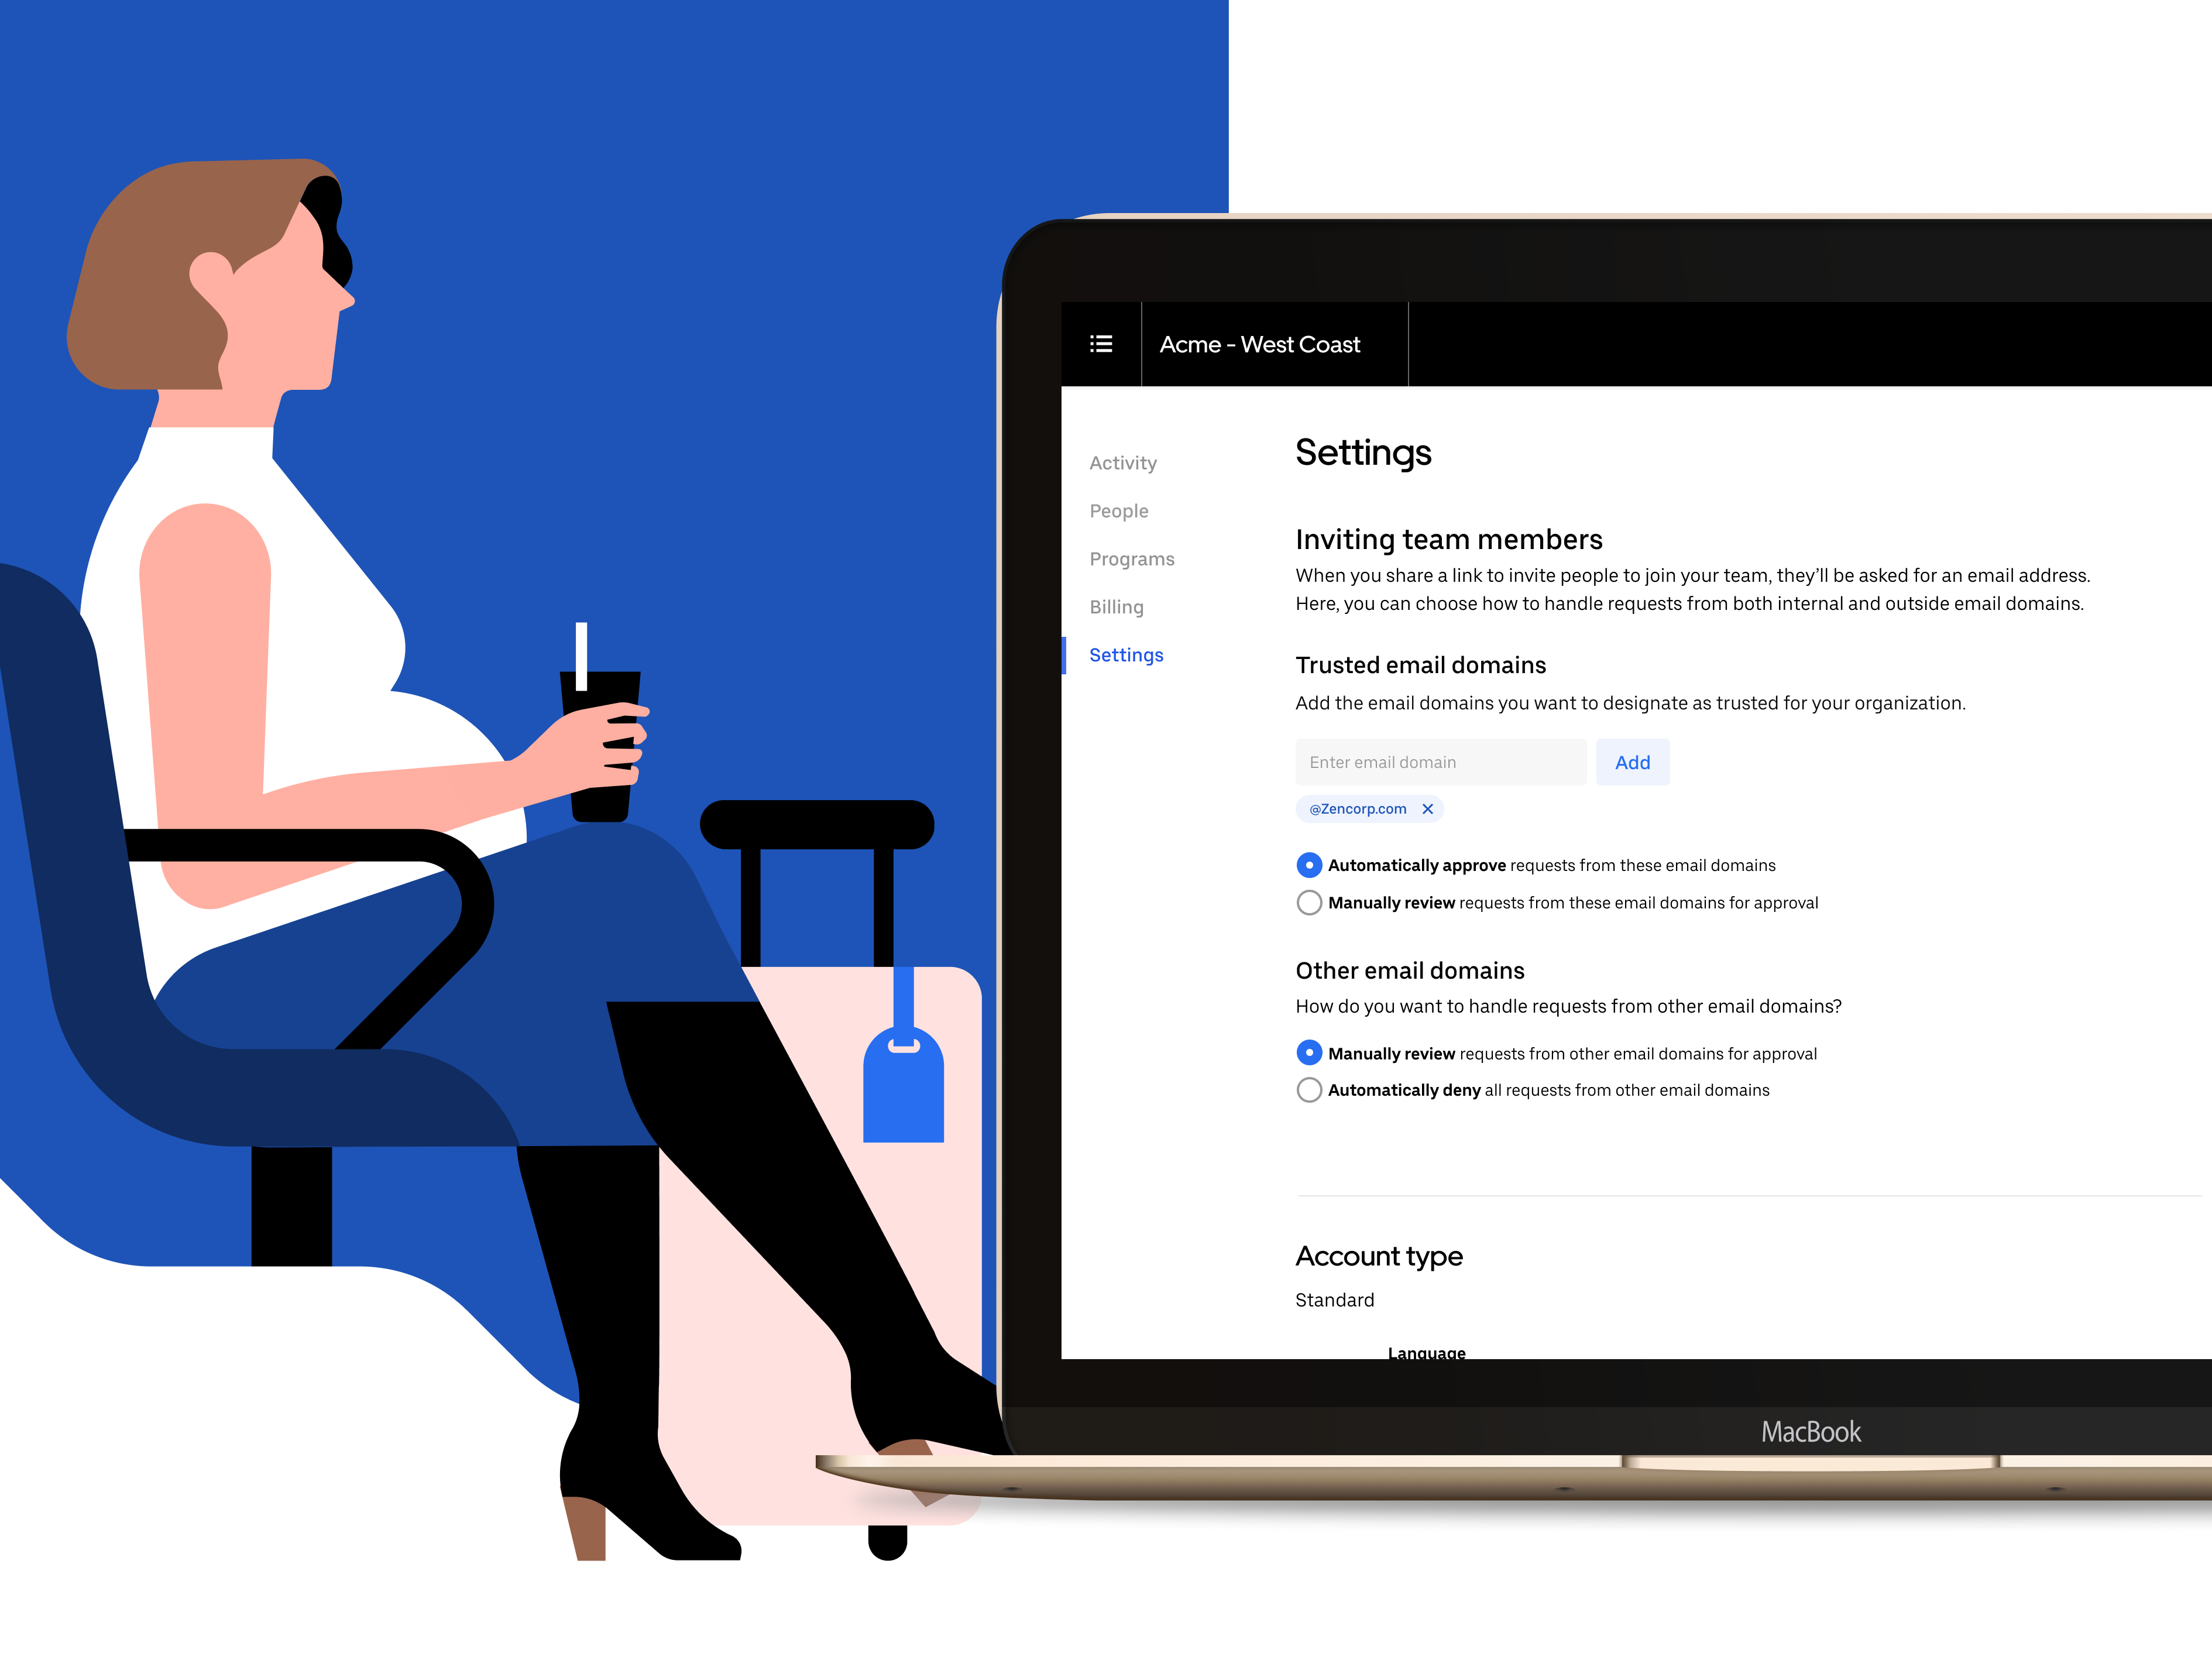 Acme - West Coast
Activity
People
Programs
Billing
Settings
Settings
Inviting team members
When you share a link to invite people to join your team, they’ll be asked for an email address.
Here, you can choose how to handle requests from both internal and outside email domains.
Trusted email domains
Add the email domains you want to designate as trusted for your organization.
Enter email domain
Add
@Zencorp.com
Automatically approve requests from these email domains
Manually review requests from these email domains for approval
Other email domains
How do you want to handle requests from other email domains?
Manually review requests from other email domains for approval
Automatically deny all requests from other email domains
Account type
Standard
Language
MacBook